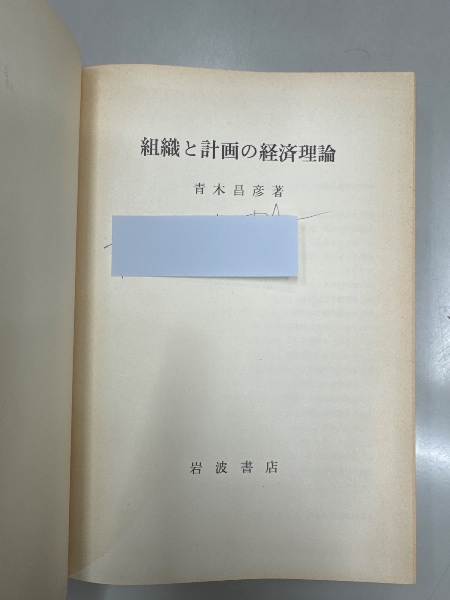 組織と計画の経済理論
青木昌彦著
岩波書店